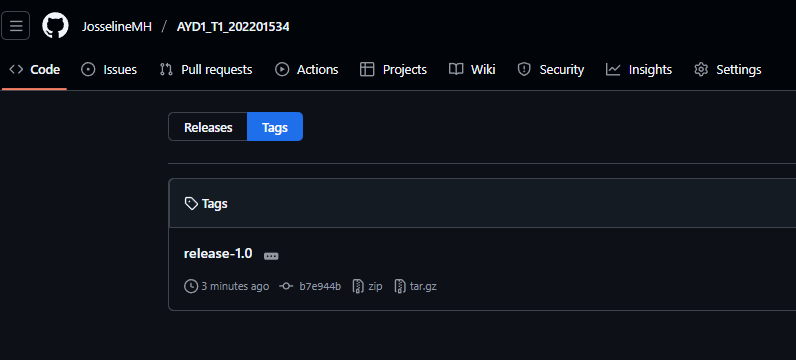 JosselineMH / AYD1_T1_202201534
Code Issues Pull requests Actions Projects Wiki Security Insights Settings
Releases Tags
Tags
release-1.0
3 minutes ago b7e944b zip tar.gz